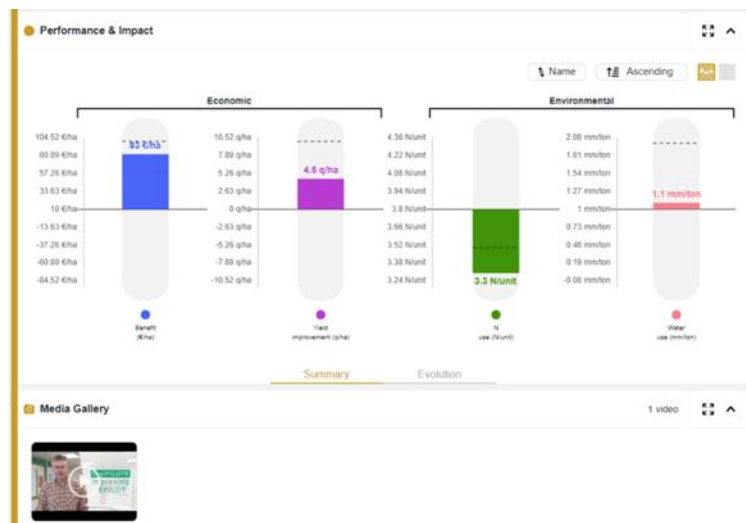 Performance & Impact
Name
Ascending
Economic
Environmental
104.52 €/ha
80.89 €/ha
57.26 €/ha
33.63 €/ha
10 €/ha
-13.63 €/ha
-37.26 €/ha
-60.89 €/ha
-84.52 €/ha
83 €/ha
Benefit
(€/ha)
10.52 q/ha
7.89 q/ha
5.26 q/ha
2.63 q/ha
0 q/ha
-2.63 q/ha
-5.26 q/ha
-7.89 q/ha
-10.52 q/ha
4.5 q/ha
Yield
improvement (q/ha)
4.36 N/unit
4.22 N/unit
4.08 N/unit
3.94 N/unit
3.8 N/unit
3.66 N/unit
3.52 N/unit
3.38 N/unit
3.24 N/unit
3.3 N/unit
N
use (N/unit)
2.08 mm/ton
1.81 mm/ton
1.54 mm/ton
1.27 mm/ton
1 mm/ton
0.73 mm/ton
0.46 mm/ton
0.19 mm/ton
-0.08 mm/ton
1.1 mm/ton
Water
use (mm/ton)
Summary
Evolution
Media Gallery
1 video